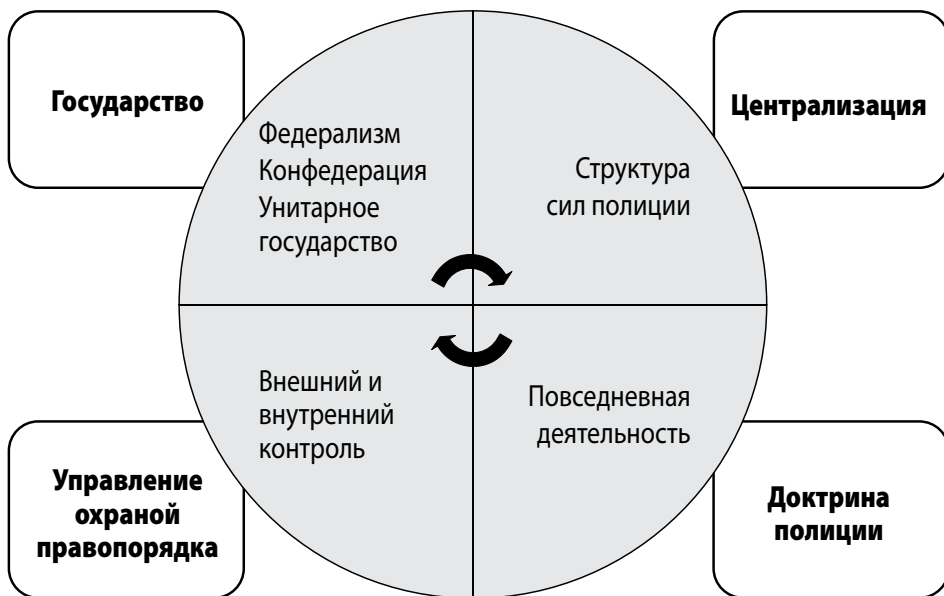 Государство
Федерализм
Конфедерация
Унитарное
государство
Централизация
Структура
сил полиции
Внешний и
внутренний
контроль
Управление
охраной
правопорядка
Повседневная
деятельность
Доктрина
полиции